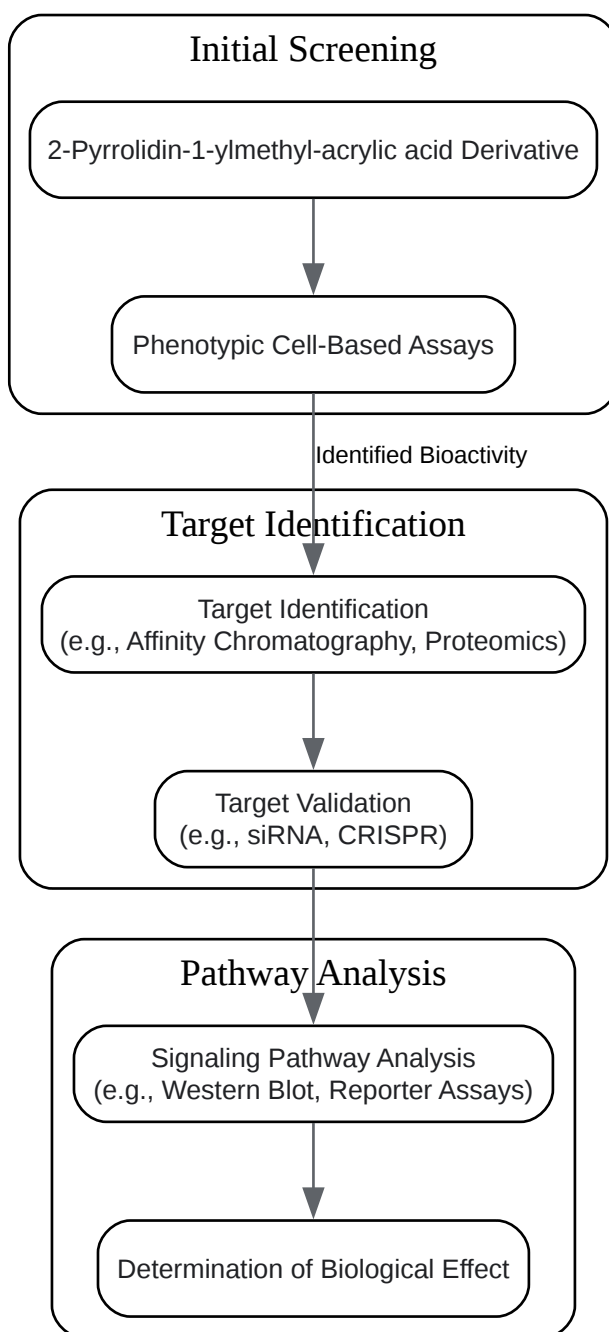 Initial Screening
2-Pyrrolidin-1-ylmethyl-acrylic acid Derivative
Phenotypic Cell-Based Assays
Identified Bioactivity
Target Identification
Target Identification
(e.g., Affinity Chromatography, Proteomics)
Target Validation
(e.g., siRNA, CRISPR)
Pathway Analysis
Signaling Pathway Analysis
(e.g., Western Blot, Reporter Assays)
Determination of Biological Effect